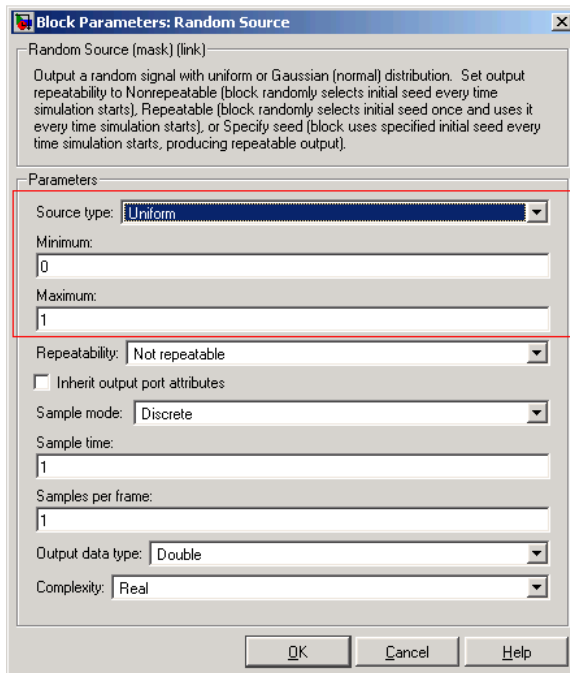 Block Parameters: Random Source
Random Source (mask) (link)
Output a random signal with uniform or Gaussian (normal) distribution. Set output
repeatability to Nonrepeatable (block randomly selects initial seed every time
simulation starts), Repeatable (block randomly selects initial seed once and uses it
every time simulation starts), or Specify seed (block uses specified initial seed every
time simulation starts, producing repeatable output).
Parameters
Source type: Uniform
Minimum:
0
Maximum:
1
Repeatability: Not repeatable
Inherit output port attributes
Sample mode: Discrete
Sample time:
1
Samples per frame:
1
Output data type: Double
Complexity: Real
OK Cancel Help